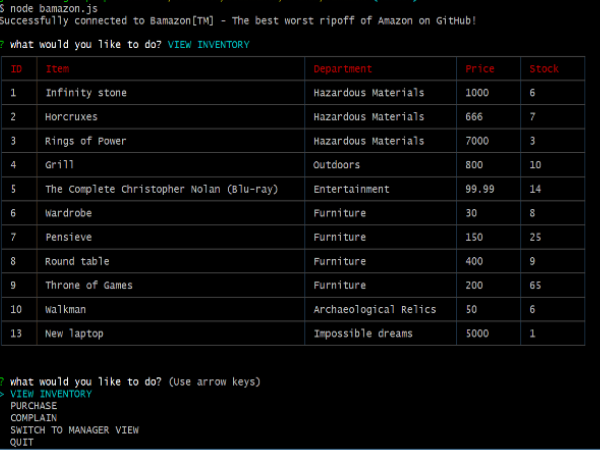 $ node bamazon.js
Successfully connected to Bamazon[TM] - The best worst ripoff of Amazon on GitHub!
? what would you like to do? VIEW INVENTORY
ID Item Department Price Stock
1 Infinity stone Hazardous Materials 1000 6
2 Horcruxes Hazardous Materials 666 7
3 Rings of Power Hazardous Materials 7000 3
4 Grill Outdoors 800 10
5 The Complete Christopher Nolan (Blu-ray) Entertainment 99.99 14
6 Wardrobe Furniture 30 8
7 Pensieve Furniture 150 25
8 Round table Furniture 400 9
9 Throne of Games Furniture 200 65
10 Walkman Archaeological Relics 50 6
13 New laptop Impossible dreams 5000 1
? what would you like to do? (Use arrow keys)
> VIEW INVENTORY
PURCHASE
COMPLAIN
SWITCH TO MANAGER VIEW
QUIT